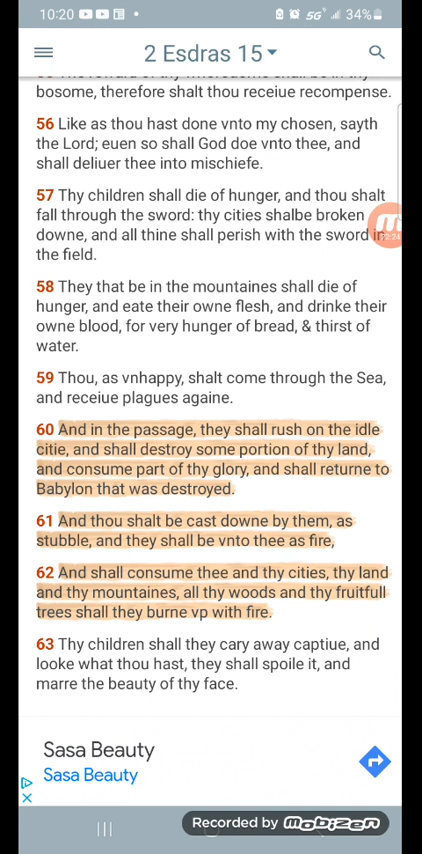 10:20 5G 34%
2 Esdras 15
bosome, therefore shalt thou receiue recompense.
56 Like as thou hast done vnto my chosen, sayth
the Lord; euen so shall God doe vnto thee, and
shall deliuer thee into mischiefe.
57 Thy children shall die of hunger, and thou shalt
fall through the sword: thy cities shalbe broken
downe, and all thine shall perish with the sword in
the field.
58 They that be in the mountaines shall die of
hunger, and eate their owne flesh, and drinke their
owne blood, for very hunger of bread, & thirst of
water.
59 Thou, as vnhappy, shalt come through the Sea,
and receiue plagues againe.
60 And in the passage, they shall rush on the idle
citie, and shall destroy some portion of thy land,
and consume part of thy glory, and shall returne to
Babylon that was destroyed.
61 And thou shalt be cast downe by them, as
stubble, and they shall be vnto thee as fire,
62 And shall consume thee and thy cities, thy land
and thy mountaines, all thy woods and thy fruitfull
trees shall they burne vp with fire.
63 Thy children shall they cary away captiue, and
looke what thou hast, they shall spoile it, and
marre the beauty of thy face.
Sasa Beauty
Sasa Beauty
Recorded by mobizen